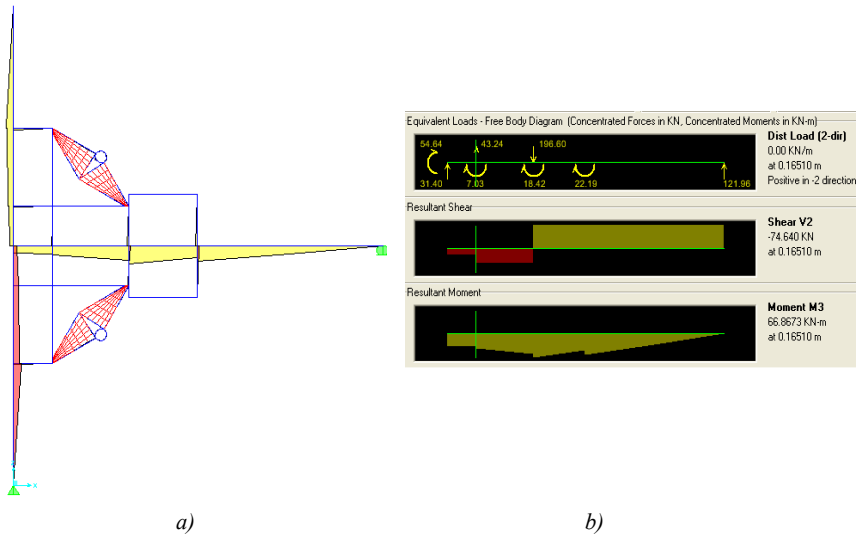 Equivalent Loads - Free Body Diagram (Concentrated Forces in KN, Concentrated Moments in KN-m)
54.64 43.24 196.60
31.40 7.03 18.42 22.19 121.96
Dist Load (2-dir)
0.00 KN/m
at 0.16510 m
Positive in -2 direction
Resultant Shear
Shear V2
-74.640 KN
at 0.16510 m
Resultant Moment
Moment M3
66.8673 KN-m
at 0.16510 m
x
a) b)